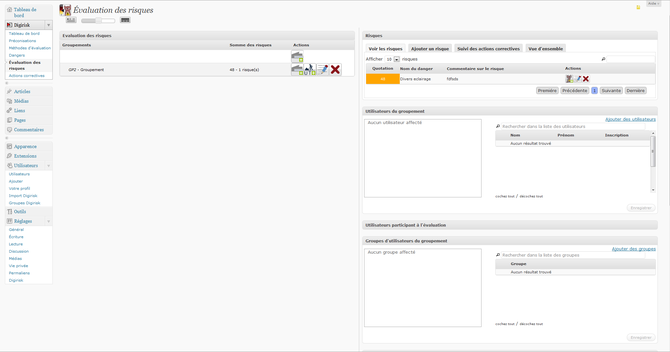 Tableau de bord
Digirisk
Tableau de bord
Préconisations
Méthodes d'évaluation
Dangers
Évaluation des risques
Actions correctives
Articles
Médias
Liens
Pages
Commentaires
Apparence
Extensions
Utilisateurs
Utilisateurs
Ajouter
Votre profil
Import Digirisk
Groupes Digirisk
Outils
Réglages
Général
Écriture
Lecture
Discussion
Médias
Vie privée
Permaliens
Digirisk
Évaluation des risques
Aide
Evaluation des risques
Groupements Somme des risques Actions
GP2 - Groupement 48 - 1 risque(s)
Risques
Voir les risques Ajouter un risque Suivi des actions correctives Vue d'ensemble
Afficher 10 risques
Quotation Nom du danger Commentaire sur le risque Actions
48 Divers eclairage
Première Précédente 1 Suivante Dernière
Utilisateurs du groupement
Ajouter des utilisateurs
Aucun utilisateur affecté
Rechercher dans la liste des utilisateurs
Nom Prénom Inscription
Aucun résultat trouvé
cochez tout / décochez tout
Enregistrer
Utilisateurs participant à l'évaluation
Groupes d'utilisateurs du groupement
Ajouter des groupes
Aucun groupe affecté
Rechercher dans la liste des groupes
Groupe
Aucun résultat trouvé
cochez tout / décochez tout
Enregistrer